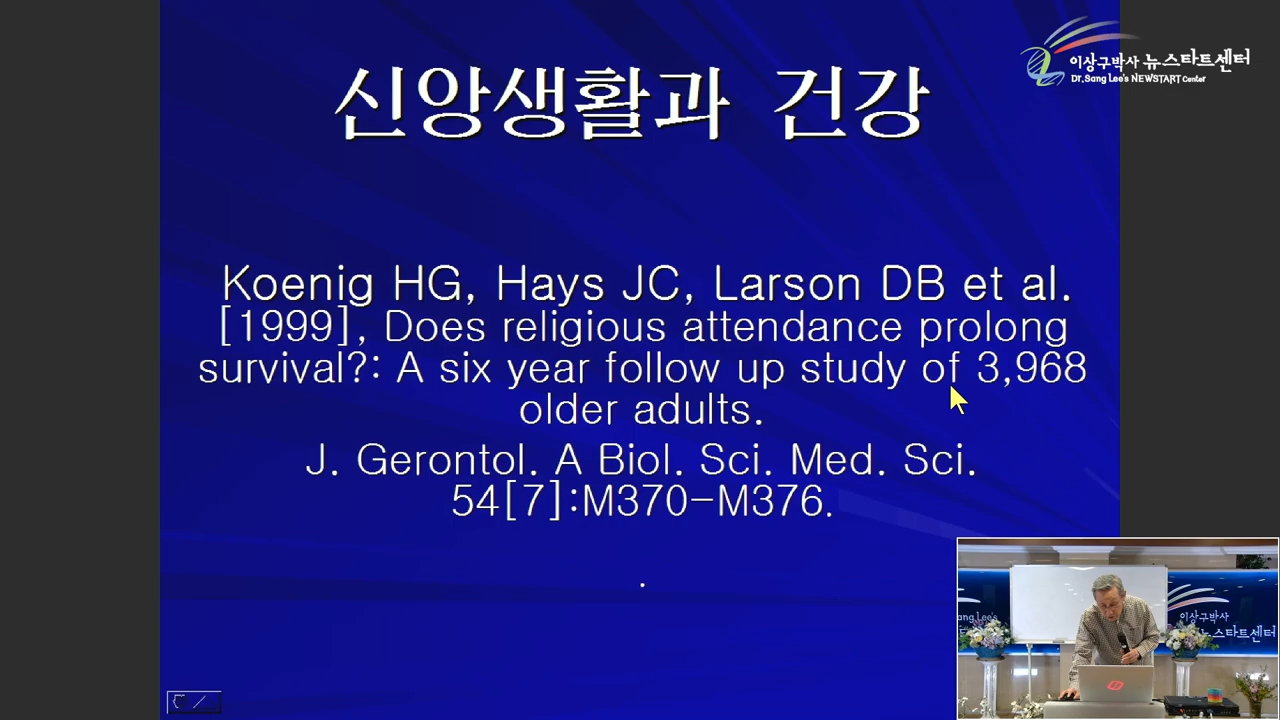 신앙생활과 건강
이상구박사 뉴스타트센터
Dr.Sang Lee's NEWSTART Center
Koenig HG, Hays JC, Larson DB et al.
[1999], Does religious attendance prolong
survival?: A six year follow up study of 3,968
older adults.
J. Gerontol. A Biol. Sci. Med. Sci.
54[7]:M370-M376.
.
ang Lee's
이상구박사
뉴스타트센터